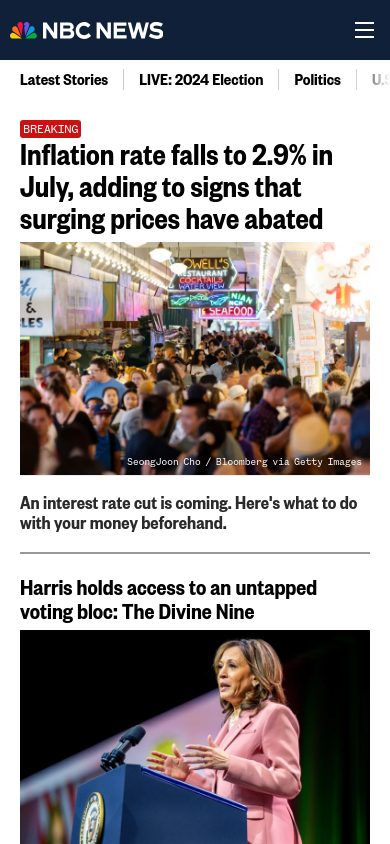 NBC NEWS
Latest Stories
LIVE: 2024 Election
Politics
U.S
BREAKING
Inflation rate falls to 2.9% in
July, adding to signs that
surging prices have abated
LOWELL'S
RESTAURANT
COCKTAILS
WATER VIEW
SEAFOOD
&
SeongJoon Cho / Bloomberg via Getty Images
An interest rate cut is coming. Here's what to do
with your money beforehand.
Harris holds access to an untapped
voting bloc: The Divine Nine